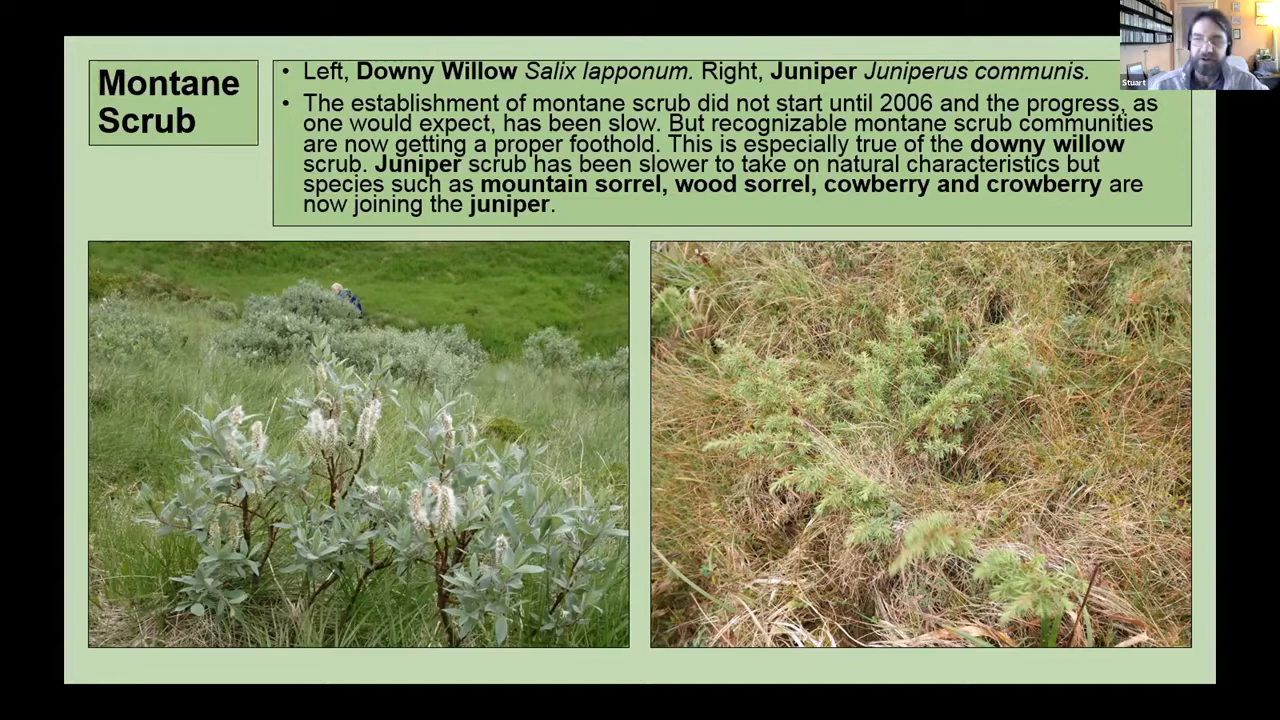 Montane
Scrub
• Left, Downy Willow Salix lapponum. Right, Juniper Juniperus communis.
• The establishment of montane scrub did not start until 2006 and the progress, as
one would expect, has been slow. But recognizable montane scrub communities
are now getting a proper foothold. This is especially true of the downy willow
scrub. Juniper scrub has been slower to take on natural characteristics but
species such as mountain sorrel, wood sorrel, cowberry and crowberry are
now joining the juniper.
Stuart